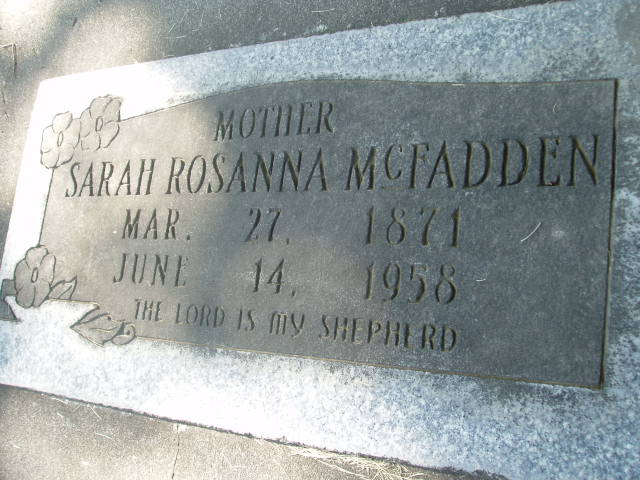 MOTHER
SARAH ROSANNA McFADDEN
MAR. 27, 1871
JUNE 14, 1958
THE LORD IS MY SHEPHERD